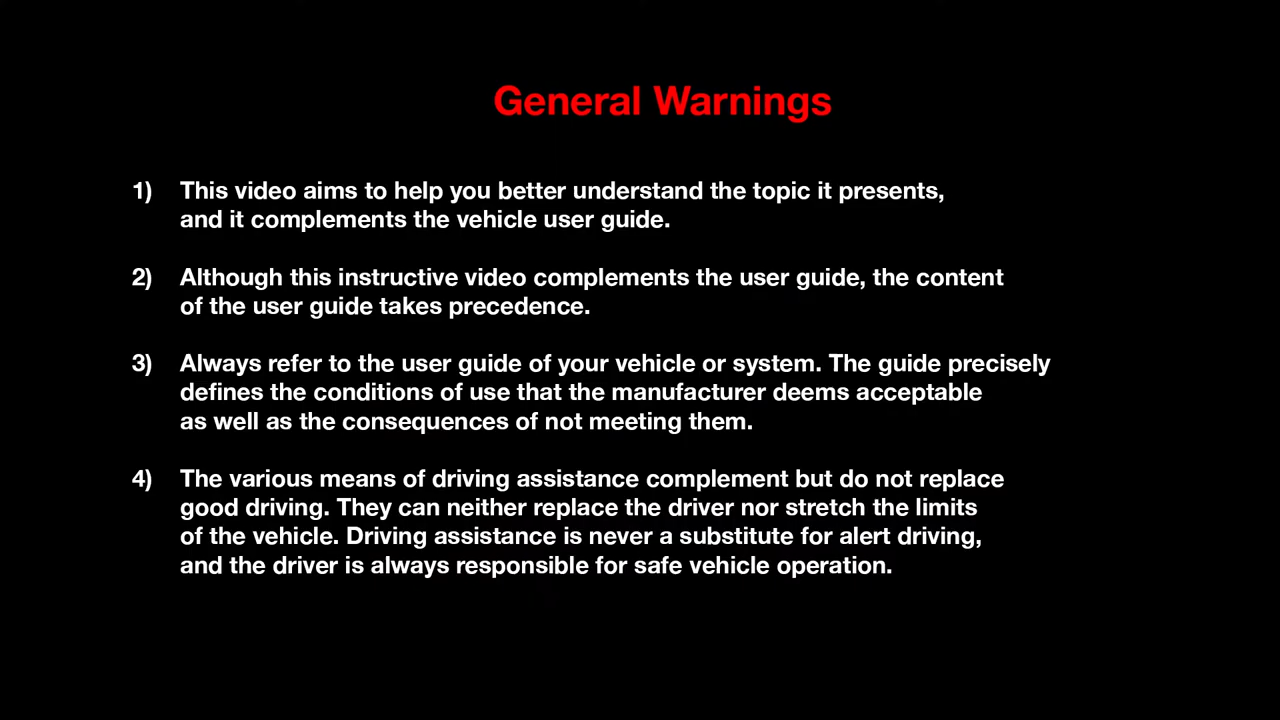 General Warnings
1) This video aims to help you better understand the topic it presents,
and it complements the vehicle user guide.
2) Although this instructive video complements the user guide, the content
of the user guide takes precedence.
3) Always refer to the user guide of your vehicle or system. The guide precisely
defines the conditions of use that the manufacturer deems acceptable
as well as the consequences of not meeting them.
4) The various means of driving assistance complement but do not replace
good driving. They can neither replace the driver nor stretch the limits
of the vehicle. Driving assistance is never a substitute for alert driving,
and the driver is always responsible for safe vehicle operation.